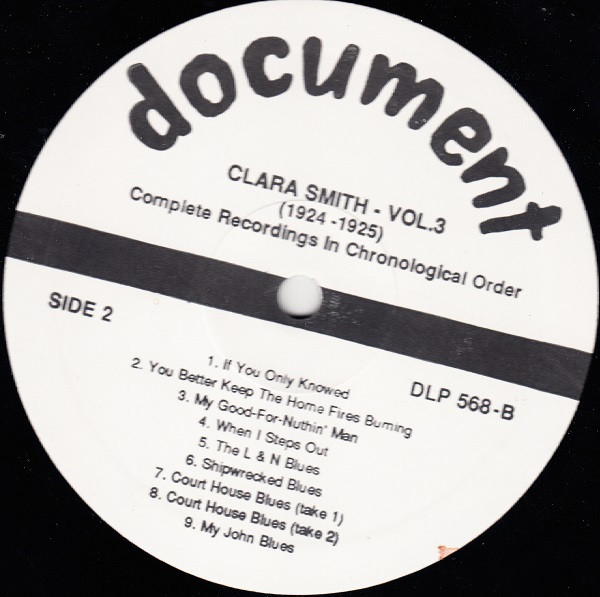 document
CLARA SMITH - VOL.3
(1924 -1925)
Complete Recordings In Chronological Order
SIDE 2
DLP 568-B
1. If You Only Knowed
2. You Better Keep The Home Fires Burning
3. My Good-For-Nuthin' Man
4. When I Steps Out
5. The L & N Blues
6. Shipwrecked Blues
7. Court House Blues (take 1)
8. Court House Blues (take 2)
9. My John Blues